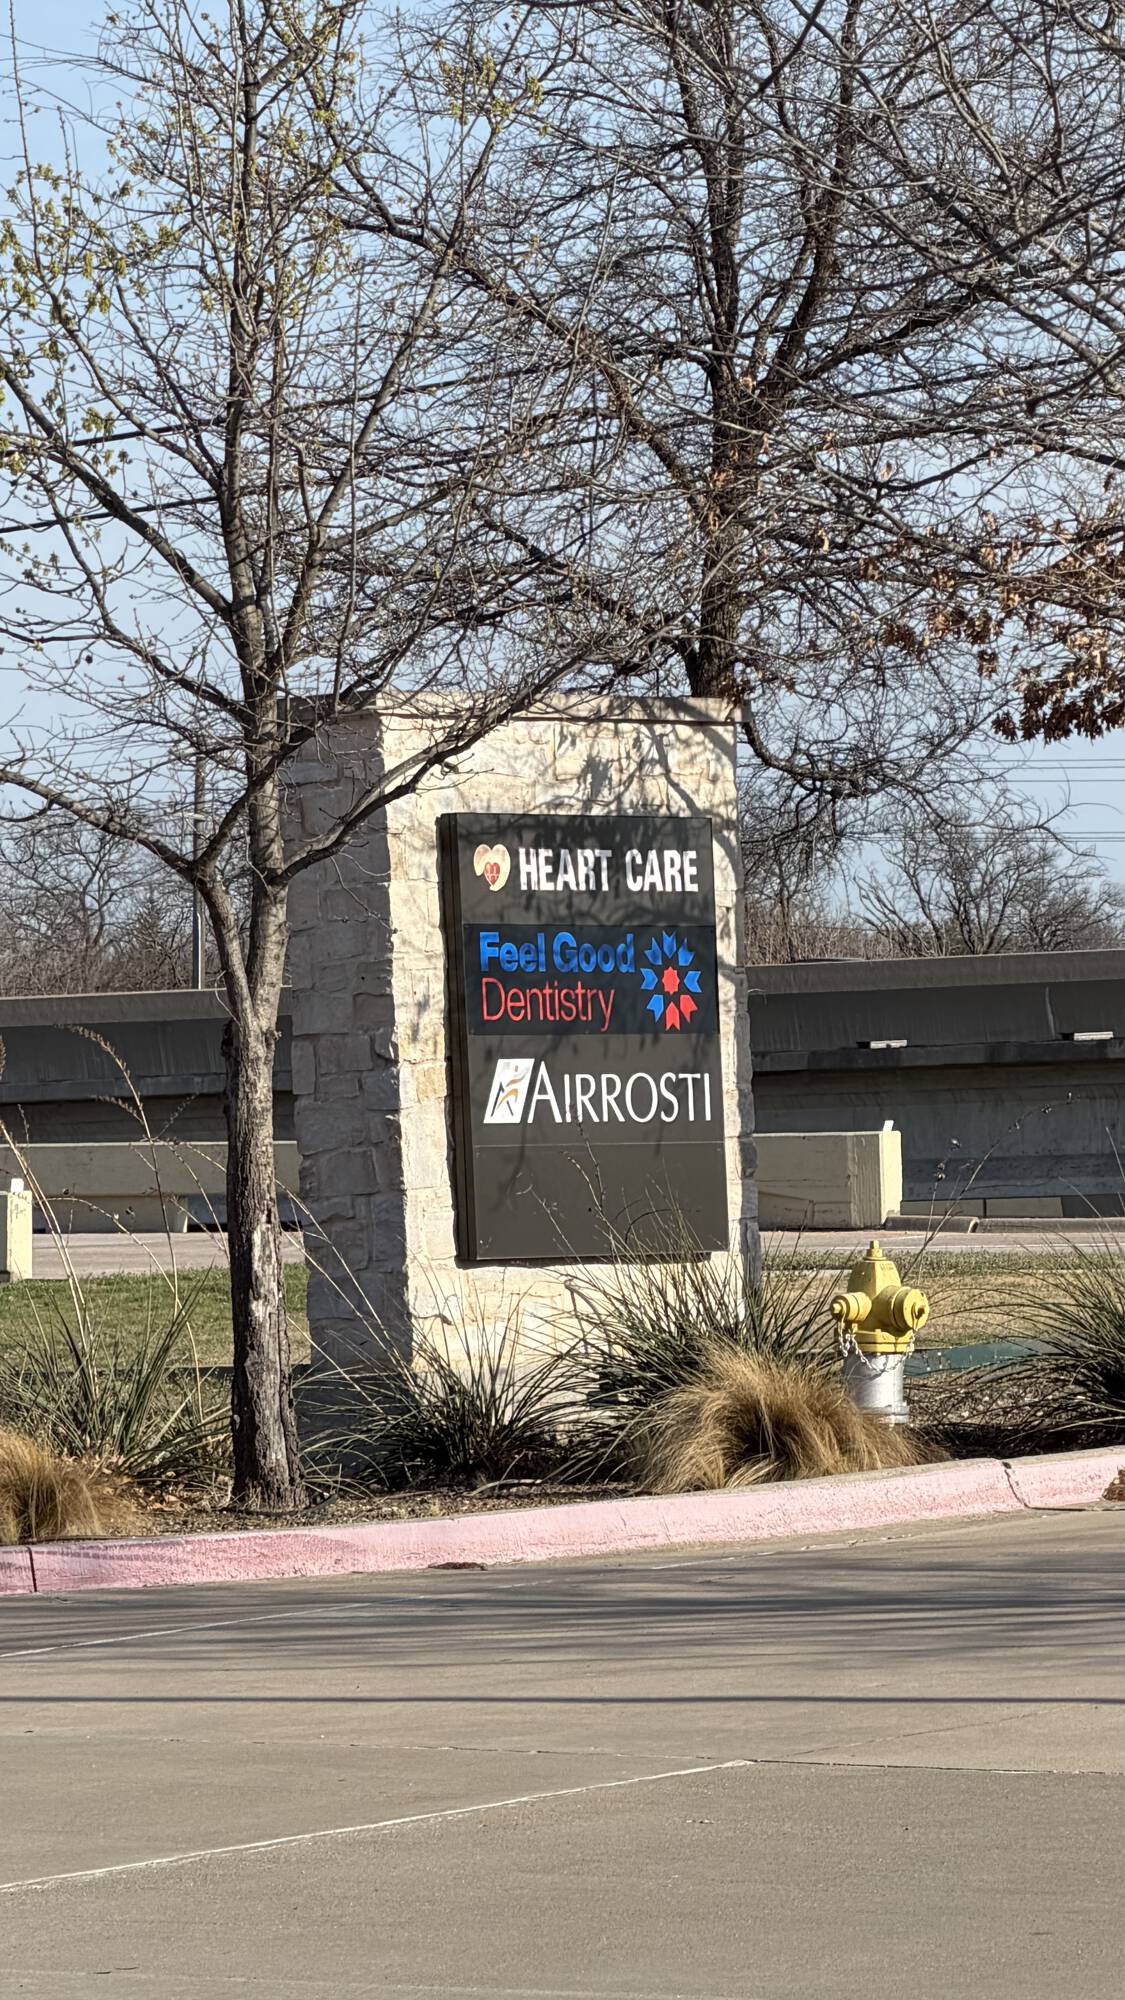 HEART CARE
Feel Good
Dentistry
AIRROSTI